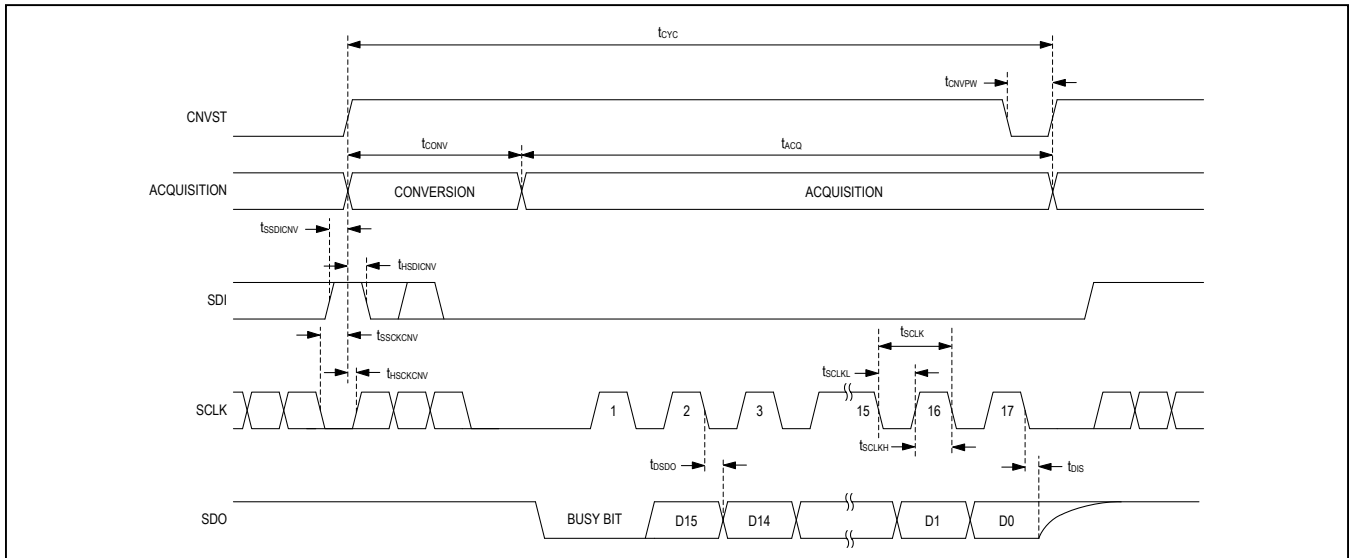 tCYC
tCNVPW
CNVST
tCONV
tACQ
ACQUISITION
CONVERSION
ACQUISITION
tSSDICNV
tHSDICNV
SDI
tSSCKCNV
tSCLK
tHSCKCNV
tSCLKL
SCLK
1 2 3 15 16 17
tDSDO
tSCLKH
tDIS
SDO
BUSY BIT D15 D14 D1 D0